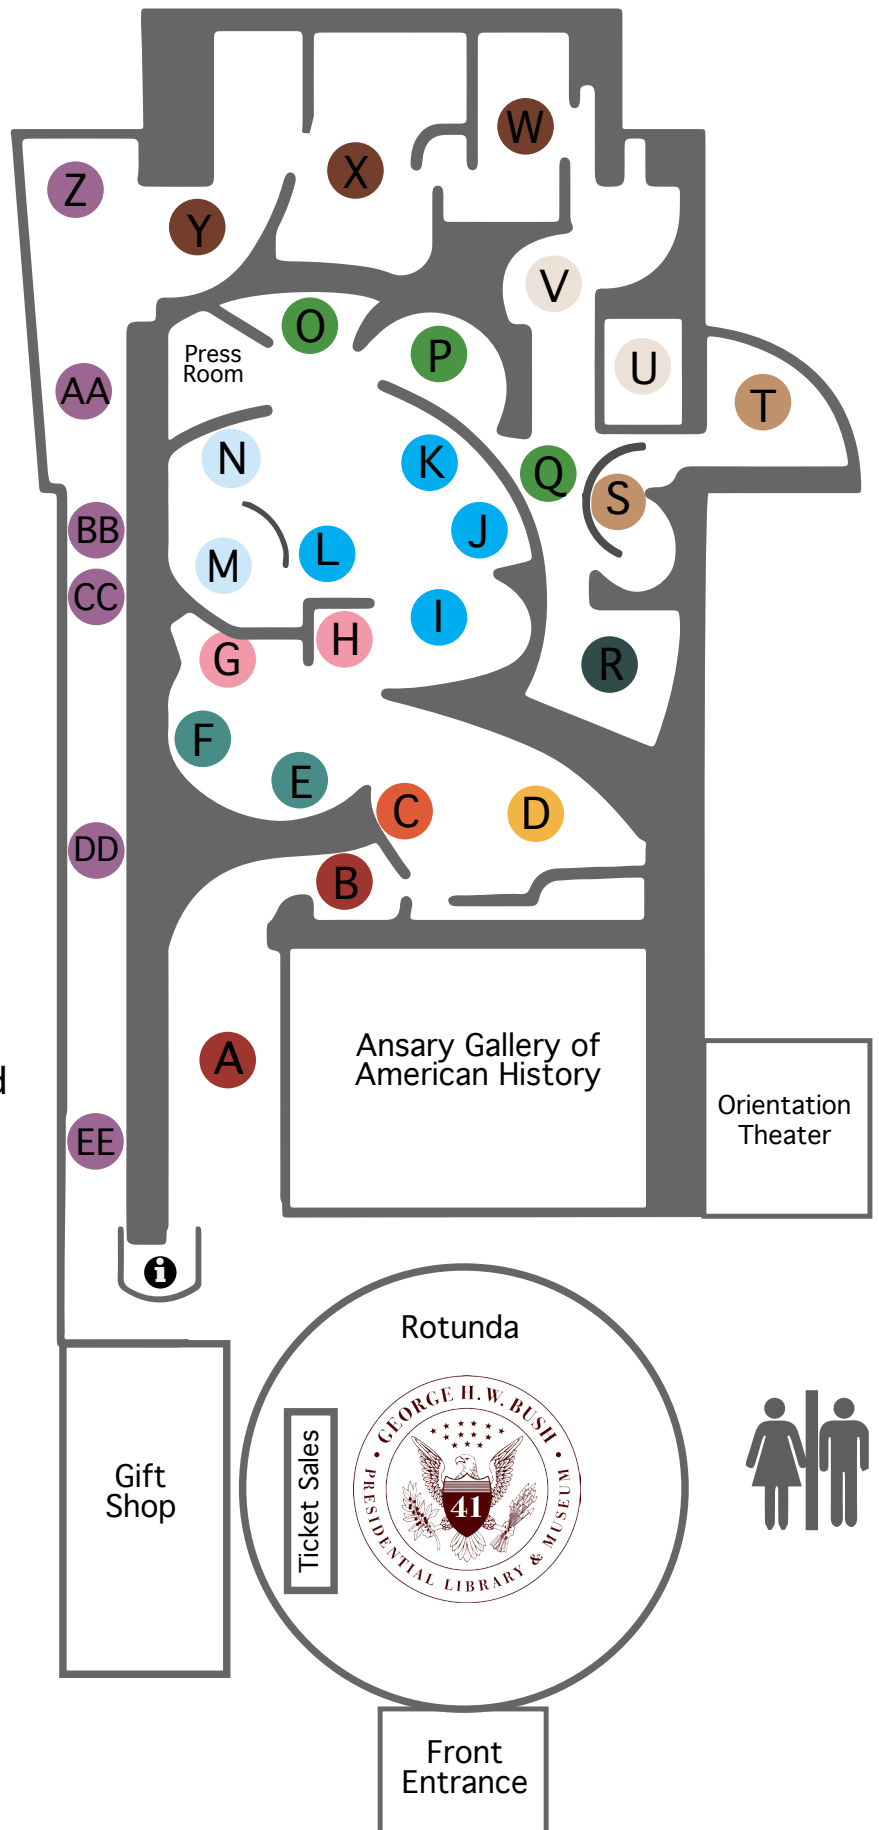 W
X
Z
Y
V
O
Press
Room
P
U
AA
T
N
K
Q
S
BB
J
L
M
CC
I
H
G
R
F
E
C
D
DD
B
A
Ansary Gallery of
American History
d
Orientation
Theater
EE
i
Rotunda
• GEORGE H.W. BUSH •
PRESIDENTIAL LIBRARY & MUSEUM
41
Ticket Sales
Gift
Shop
Front
Entrance